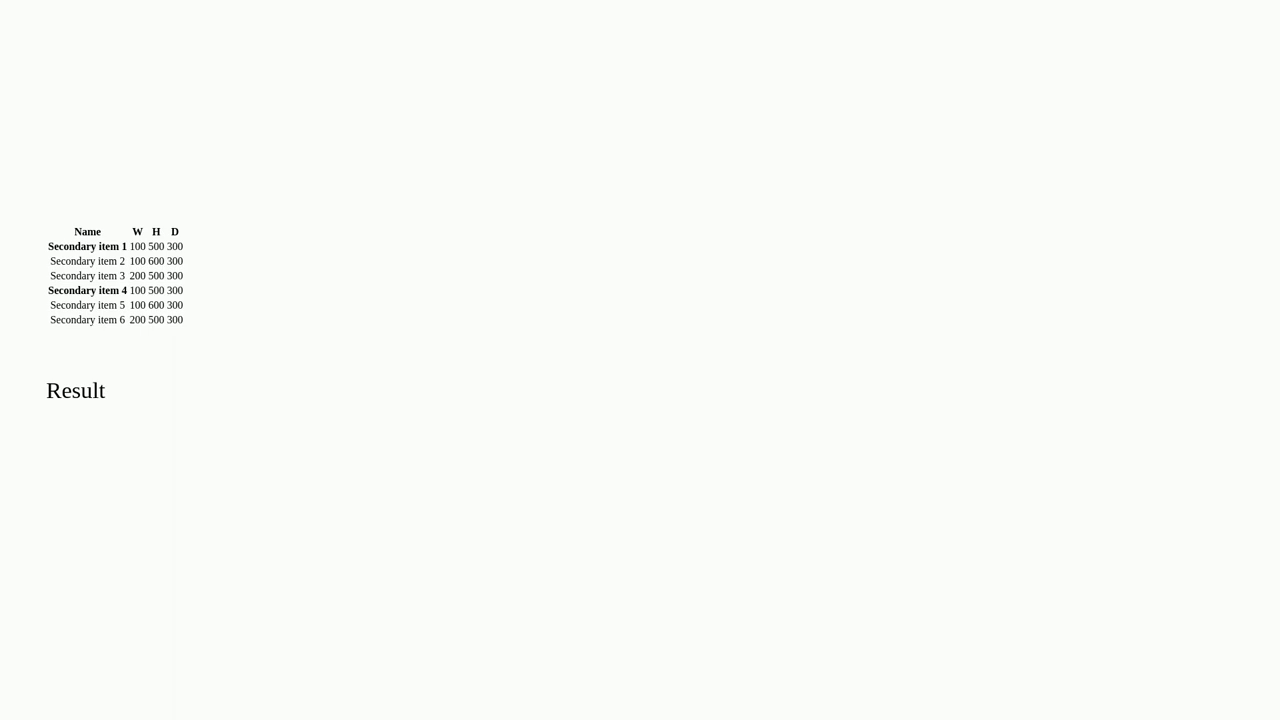 Name W H D
Secondary item 1 100 500 300
Secondary item 2 100 600 300
Secondary item 3 200 500 300
Secondary item 4 100 500 300
Secondary item 5 100 600 300
Secondary item 6 200 500 300
Result